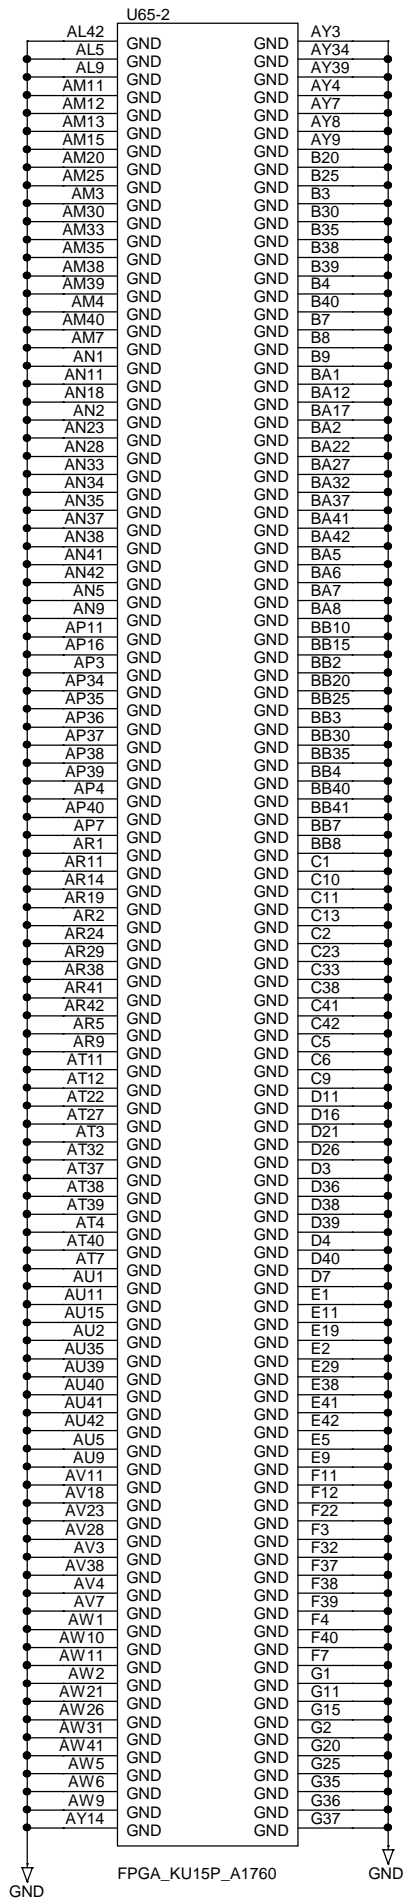 U65-2
AL42 GND GND AY3
AL5 GND GND AY34
AL9 GND GND AY39
AM11 GND GND AY4
AM12 GND GND AY7
AM13 GND GND AY8
AM15 GND GND AY9
AM20 GND GND B20
AM25 GND GND B25
AM3 GND GND B3
AM30 GND GND B30
AM33 GND GND B35
AM35 GND GND B38
AM38 GND GND B39
AM39 GND GND B4
AM4 GND GND B40
AM40 GND GND B7
AM7 GND GND B8
AN1 GND GND B9
AN11 GND GND BA1
AN18 GND GND BA12
AN2 GND GND BA17
AN23 GND GND BA2
AN28 GND GND BA22
AN33 GND GND BA27
AN34 GND GND BA32
AN35 GND GND BA37
AN37 GND GND BA41
AN38 GND GND BA42
AN41 GND GND BA5
AN42 GND GND BA6
AN5 GND GND BA7
AN9 GND GND BA8
AP11 GND GND BB10
AP16 GND GND BB15
AP3 GND GND BB2
AP34 GND GND BB20
AP35 GND GND BB25
AP36 GND GND BB3
AP37 GND GND BB30
AP38 GND GND BB35
AP39 GND GND BB4
AP4 GND GND BB40
AP40 GND GND BB41
AP7 GND GND BB7
AR1 GND GND BB8
AR11 GND GND C1
AR14 GND GND C10
AR19 GND GND C11
AR2 GND GND C13
AR24 GND GND C2
AR29 GND GND C23
AR38 GND GND C33
AR41 GND GND C38
AR42 GND GND C41
AR5 GND GND C42
AR9 GND GND C5
AT11 GND GND C6
AT12 GND GND C9
AT22 GND GND D11
AT27 GND GND D16
AT3 GND GND D21
AT32 GND GND D26
AT37 GND GND D3
AT38 GND GND D36
AT39 GND GND D38
AT4 GND GND D39
AT40 GND GND D4
AT7 GND GND D40
AU1 GND GND D7
AU11 GND GND E1
AU15 GND GND E11
AU2 GND GND E19
AU35 GND GND E2
AU39 GND GND E29
AU40 GND GND E38
AU41 GND GND E41
AU42 GND GND E42
AU5 GND GND E5
AU9 GND GND E9
AV11 GND GND F11
AV18 GND GND F12
AV23 GND GND F22
AV28 GND GND F3
AV3 GND GND F32
AV38 GND GND F37
AV4 GND GND F38
AV7 GND GND F39
AW1 GND GND F4
AW10 GND GND F40
AW11 GND GND F7
AW2 GND GND G1
AW21 GND GND G11
AW26 GND GND G15
AW31 GND GND G2
AW41 GND GND G20
AW5 GND GND G25
AW6 GND GND G35
AW9 GND GND G36
AY14 GND GND G37
FPGA_KU15P_A1760
GND GND